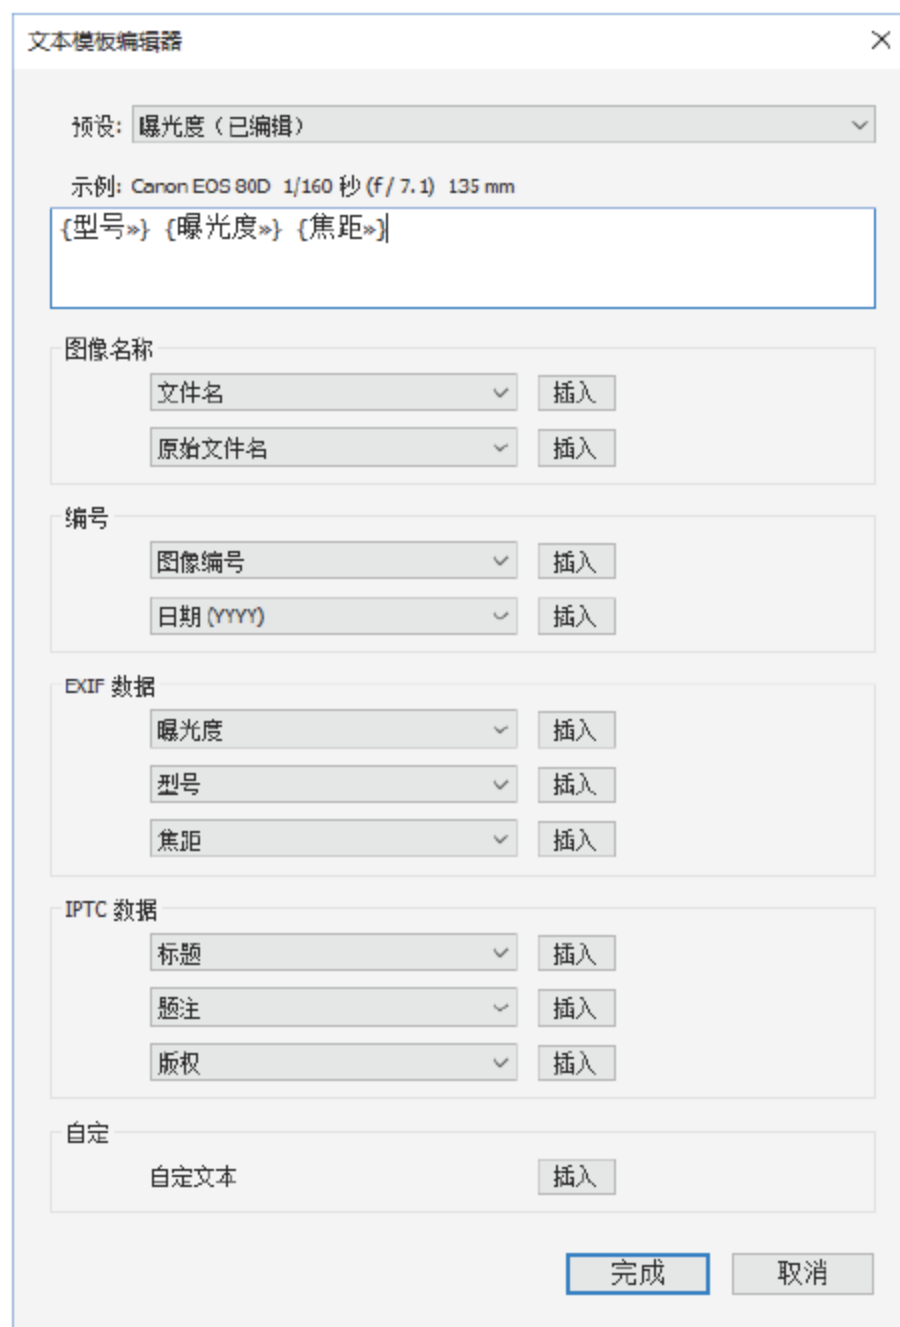 文本模板编辑器
预设: 曝光度（已编辑）
示例: Canon EOS 80D 1/160 秒 (f / 7.1) 135 mm
{型号»} {曝光度»} {焦距»}
图像名称
文件名 插入
原始文件名 插入
编号
图像编号 插入
日期 (YYYY) 插入
EXIF 数据
曝光度 插入
型号 插入
焦距 插入
IPTC 数据
标题 插入
题注 插入
版权 插入
自定
自定文本 插入
完成 取消